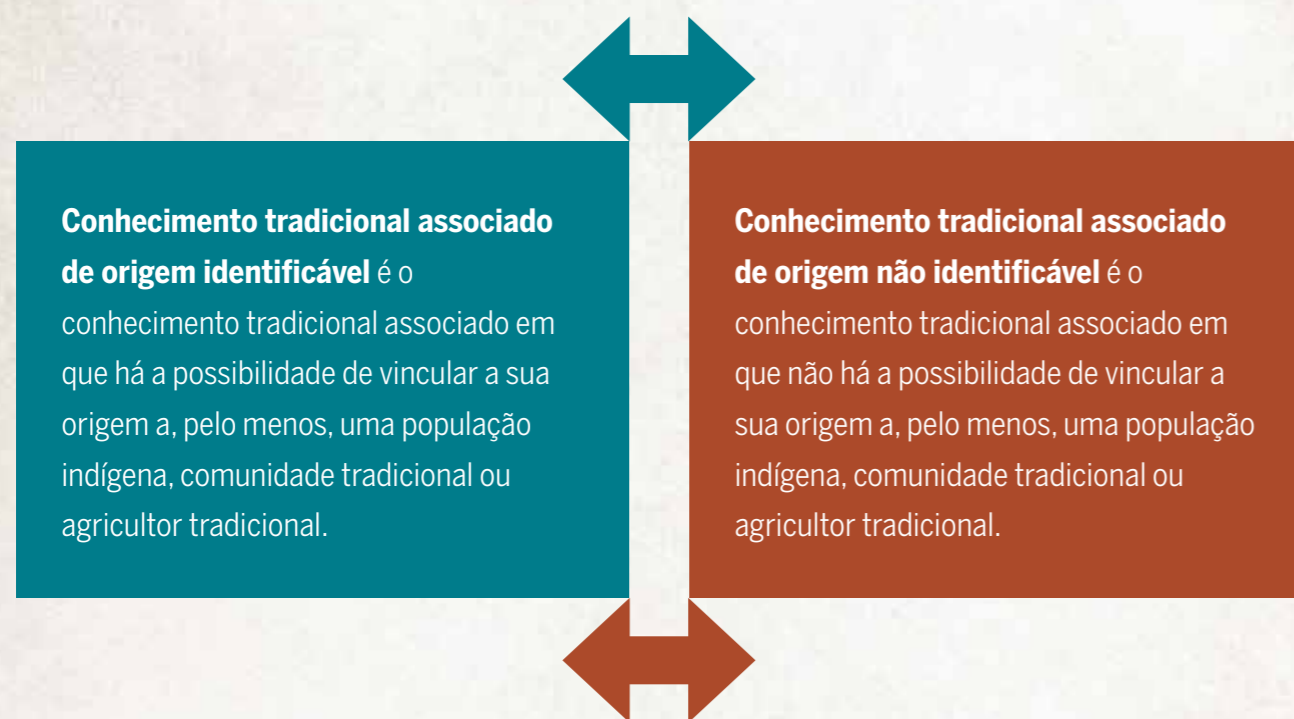 Conhecimento tradicional associado
de origem identificável é o
conhecimento tradicional associado em
que há a possibilidade de vincular a sua
origem a, pelo menos, uma população
indígena, comunidade tradicional ou
agricultor tradicional.
Conhecimento tradicional associado
de origem não identificável é o
conhecimento tradicional associado em
que não há a possibilidade de vincular a
sua origem a, pelo menos, uma população
indígena, comunidade tradicional ou
agricultor tradicional.